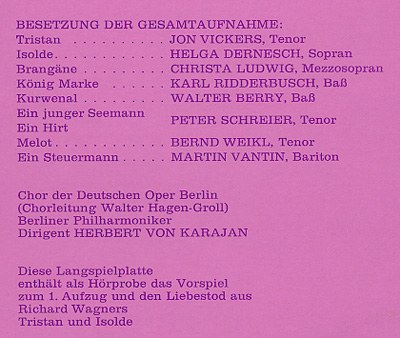 BESETZUNG DER GESAMTAUFNAHME:
Tristan . . . . . . . . . . . JON VICKERS, Tenor
Isolde. . . . . . . . . . . . HELGA DERNESCH, Sopran
Brangäne . . . . . . . . . CHRISTA LUDWIG, Mezzosopran
König Marke . . . . . . KARL RIDDERBUSCH, Baß
Kurwenal . . . . . . . . . WALTER BERRY, Baß
Ein junger Seemann
Ein Hirt
PETER SCHREIER, Tenor
Melot . . . . . . . . . . . . BERND WEIKL, Tenor
Ein Steuermann . . . . . MARTIN VANTIN, Bariton
Chor der Deutschen Oper Berlin
(Chorleitung Walter Hagen-Groll)
Berliner Philharmoniker
Dirigent HERBERT VON KARAJAN
Diese Langspielplatte
enthält als Hörprobe das Vorspiel
zum 1. Aufzug und den Liebestod aus
Richard Wagners
Tristan und Isolde